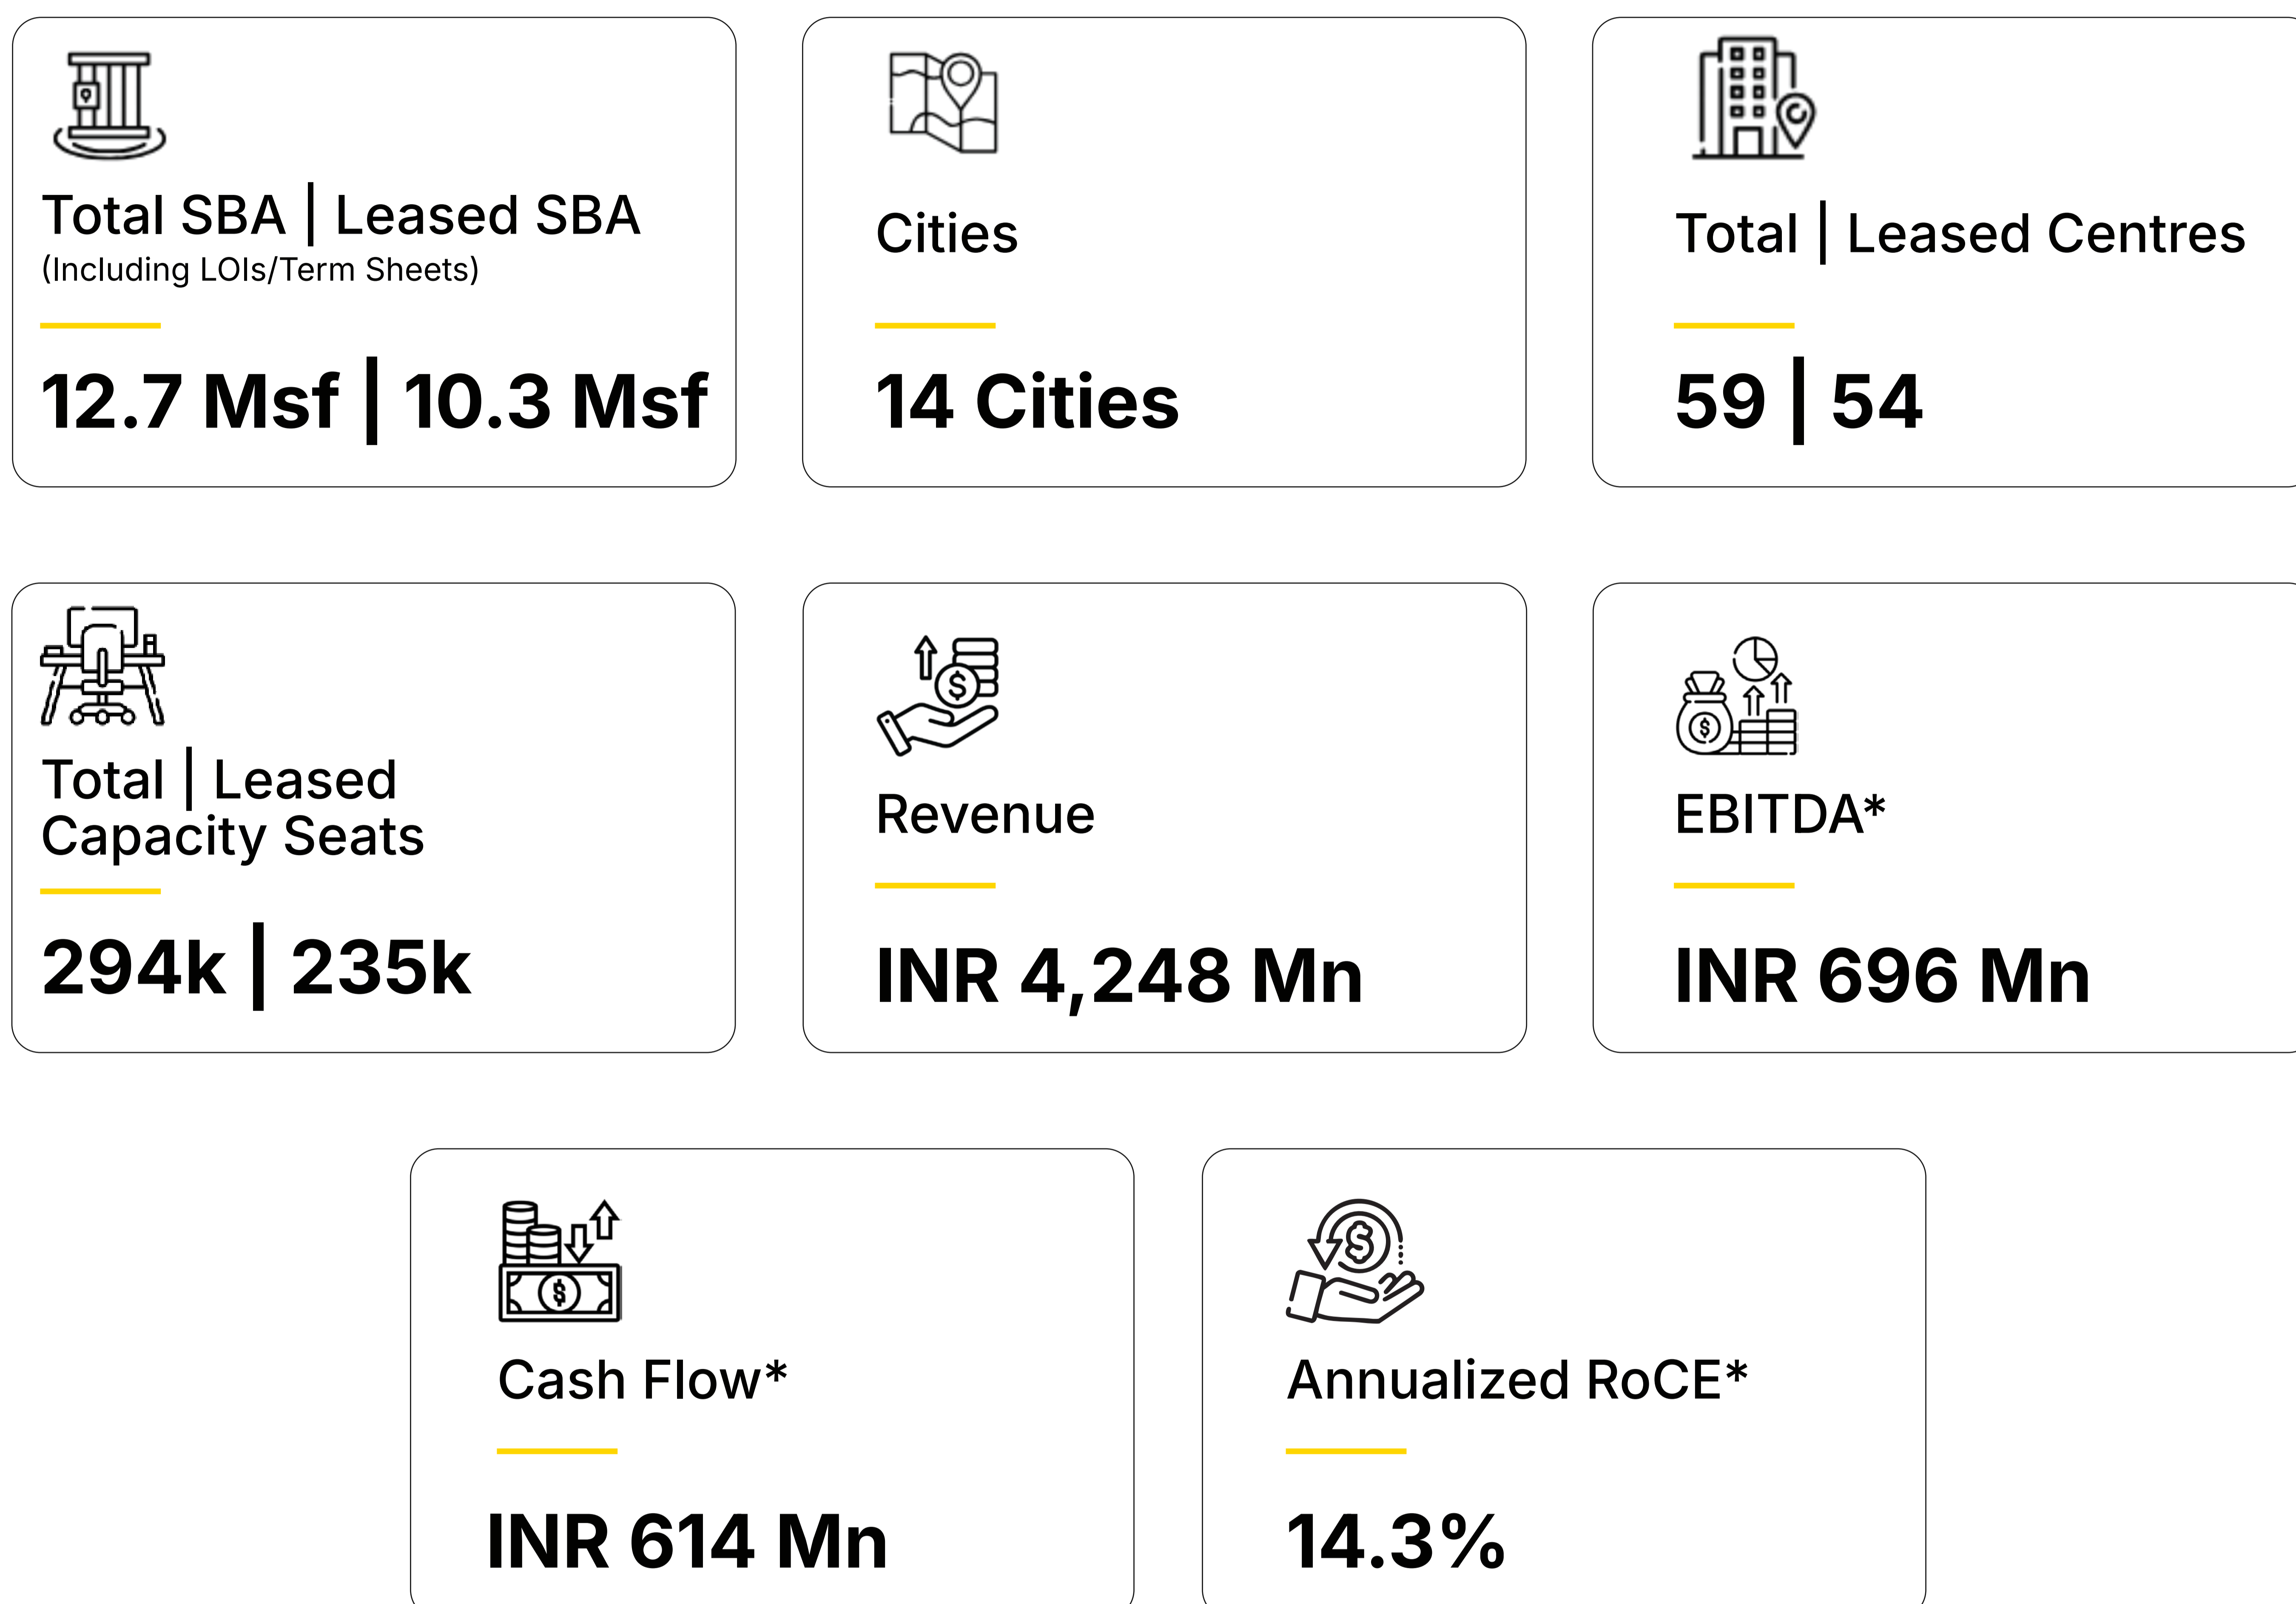 Total SBA | Leased SBA
(Including LOIs/Term Sheets)
12.7 Msf | 10.3 Msf
Cities
14 Cities
Total | Leased Centres
59 | 54
Total | Leased
Capacity Seats
294k | 235k
Revenue
INR 4,248 Mn
EBITDA*
INR 696 Mn
Cash Flow*
INR 614 Mn
Annualized RoCE*
14.3%